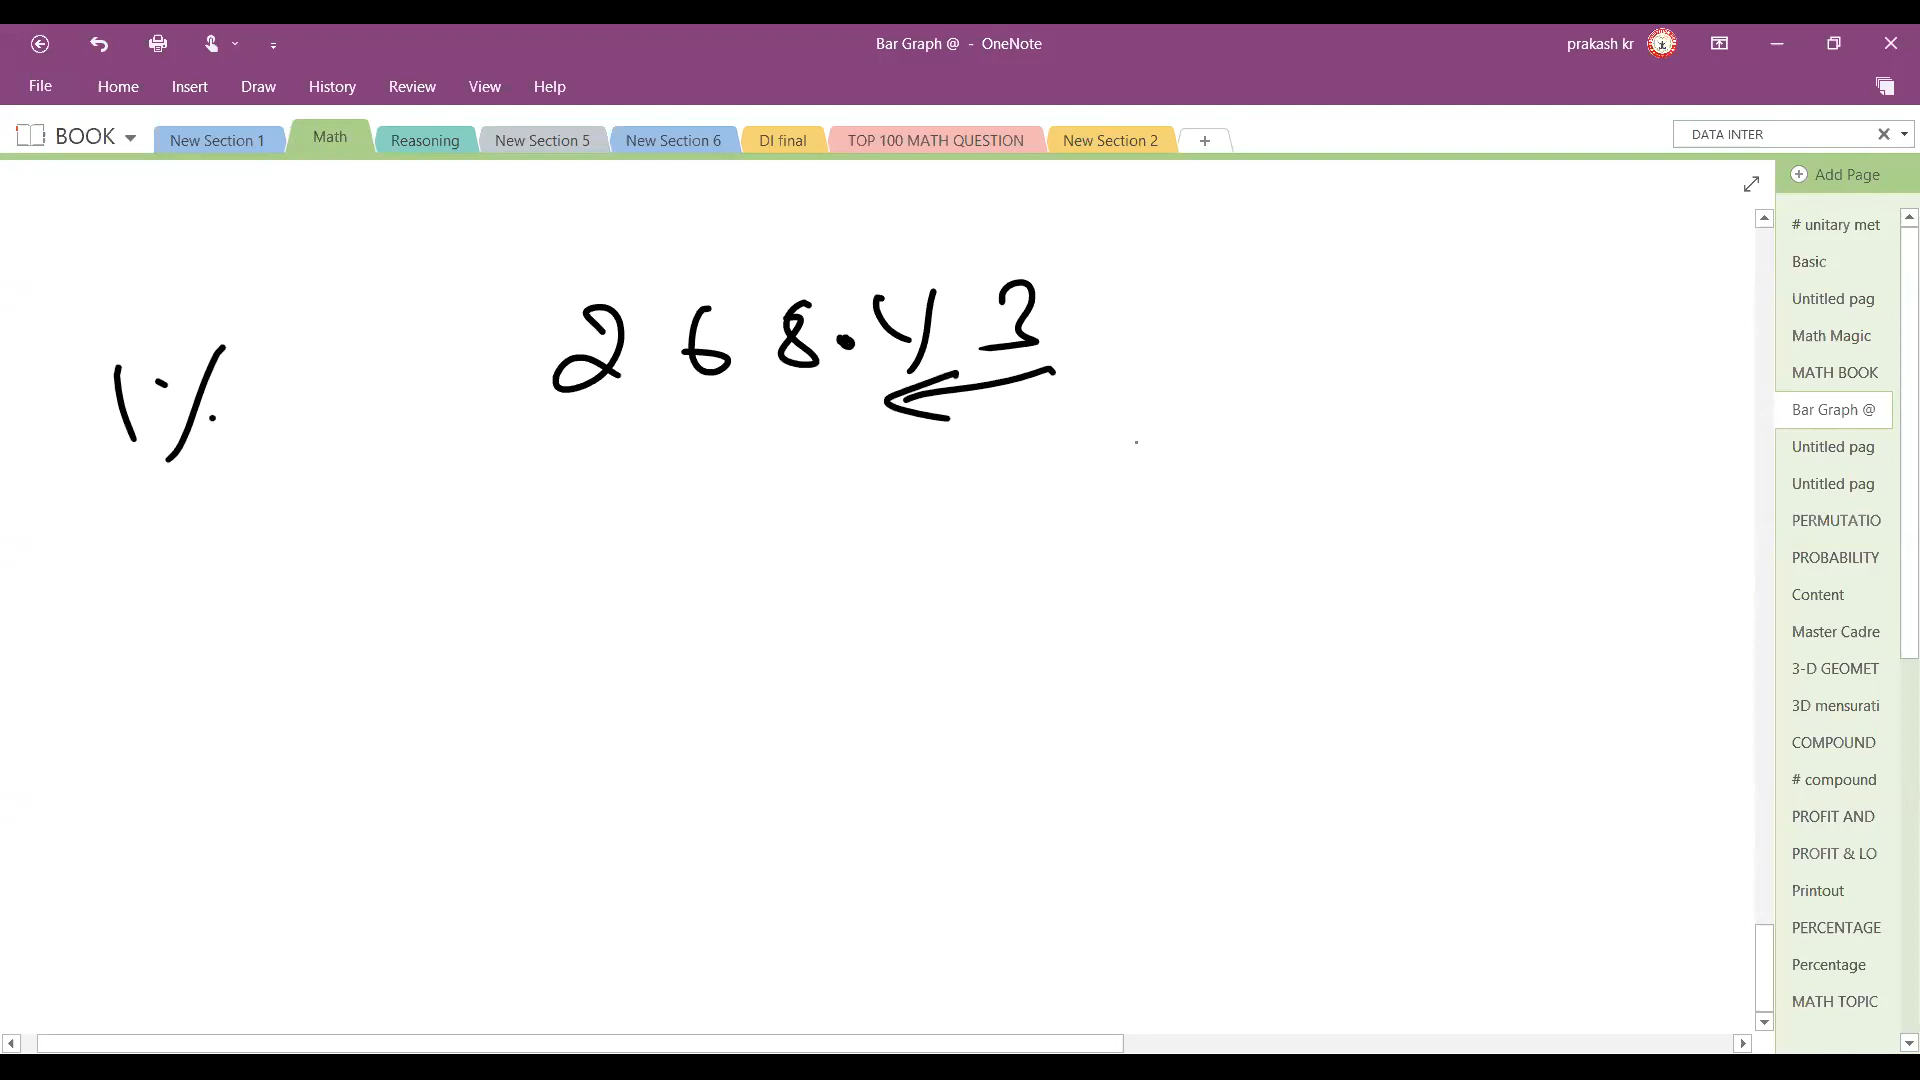 Bar Graph @ - OneNote
prakash kr
File Home Insert Draw History Review View Help
BOOK New Section 1 Math Reasoning New Section 5 New Section 6 DI final TOP 100 MATH QUESTION New Section 2 +
DATA INTER
Add Page
# unitary met
Basic
Untitled pag
Math Magic
MATH BOOK
Bar Graph @
Untitled pag
Untitled pag
PERMUTATIO
PROBABILITY
Content
Master Cadre
3-D GEOMET
3D mensurati
COMPOUND
# compound
PROFIT AND
PROFIT & LO
Printout
PERCENTAGE
Percentage
MATH TOPIC
268.43
1%